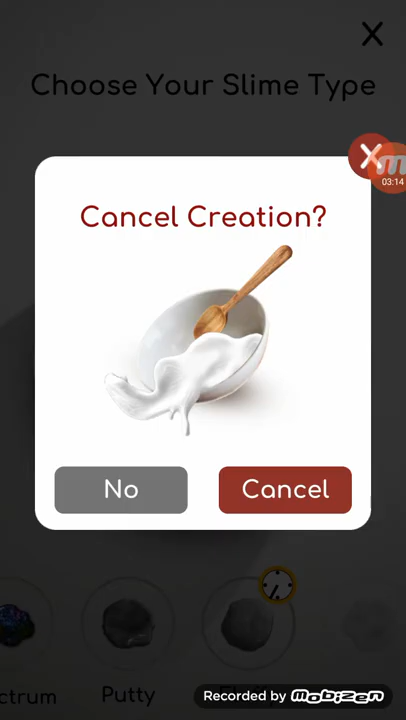 Choose Your Slime Type
03:14
Cancel Creation?
No
Cancel
ctrum
Putty
Recorded by mobizen